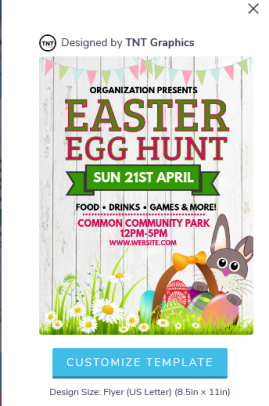 TNT Designed by TNT Graphics
ORGANIZATION PRESENTS
EASTER
EGG HUNT
SUN 21ST APRIL
FOOD • DRINKS • GAMES & MORE!
COMMON COMMUNITY PARK
12PM-5PM
WWW.WEBSITE.COM
CUSTOMIZE TEMPLATE
Design Size: Flyer (US Letter) (8.5in × 11in)